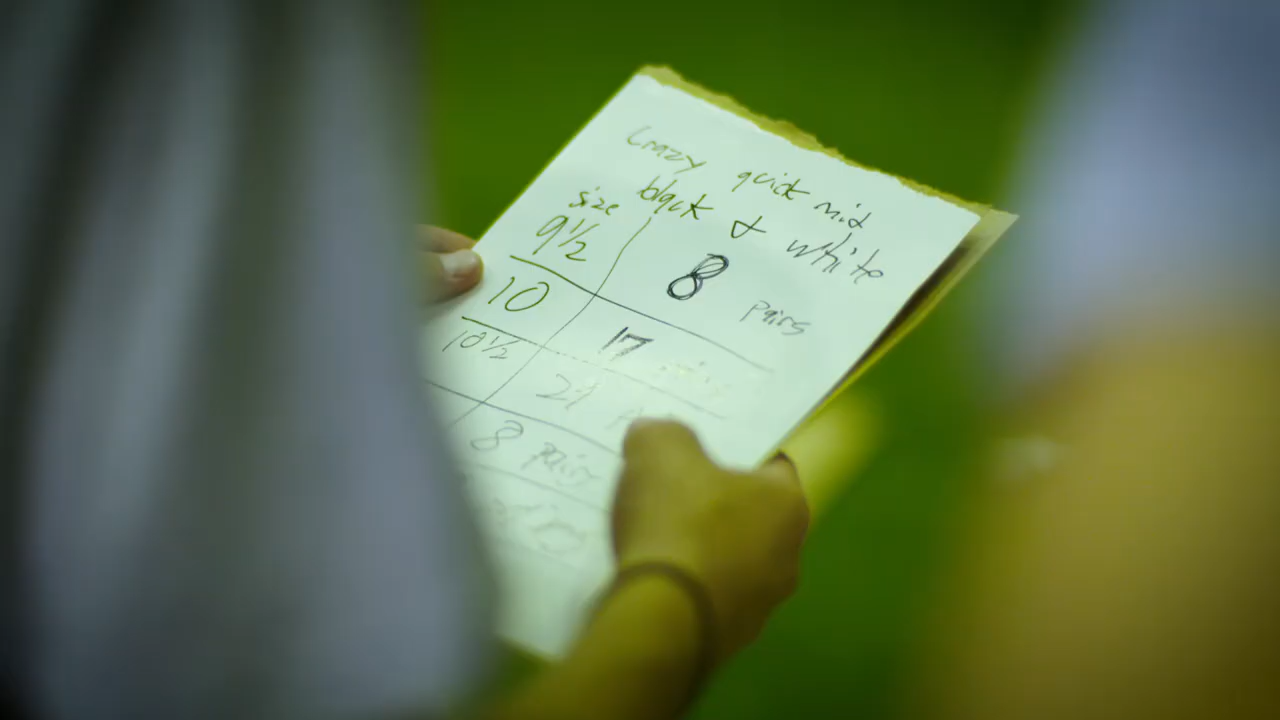 Crazy quick mid
black & white
size
9½ 8 pairs
10 17
10½ 21
8 pairs